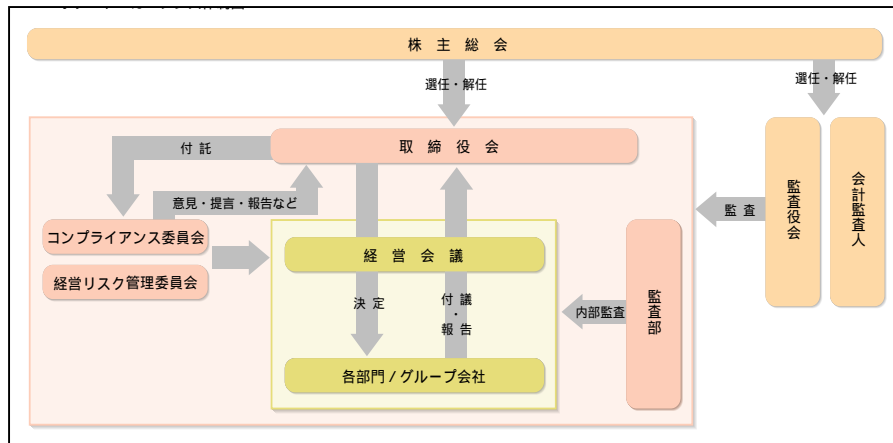 株主総会
選任・解任
選任・解任
取締役会
付託
意見・提言・報告など
コンプライアンス委員会
経営リスク管理委員会
経営会議
決定
付議
・
報告
各部門/グループ会社
内部監査
監査部
監査
監査役会
会計監査人